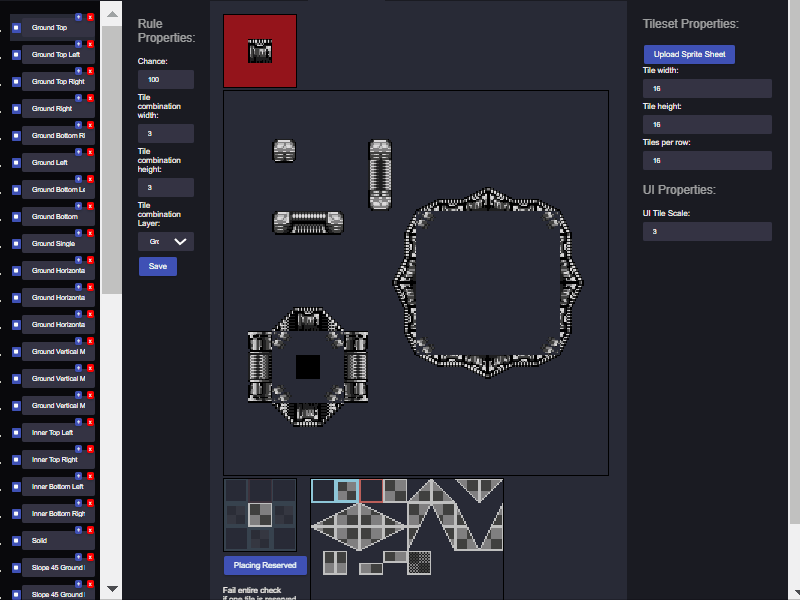 Ground Top
Ground Top Left
Ground Top Right
Ground Right
Ground Bottom Ri
Ground Left
Ground Bottom Le
Ground Bottom
Ground Single
Ground Horizonta
Ground Horizonta
Ground Horizonta
Ground Vertical M
Ground Vertical M
Ground Vertical M
Inner Top Left
Inner Top Right
Inner Bottom Left
Inner Bottom Righ
Solid
Slope 45 Ground
Slope 45 Ground
Rule
Properties:
Chance:
100
Tile
combination
width:
3
Tile
combination
height:
3
Tile
combination
Layer:
Gro
Save
Placing Reserved
Fail entire check
if one tile is reserved
Tileset Properties:
Upload Sprite Sheet
Tile width:
16
Tile height:
16
Tiles per row:
16
UI Properties:
UI Tile Scale:
3